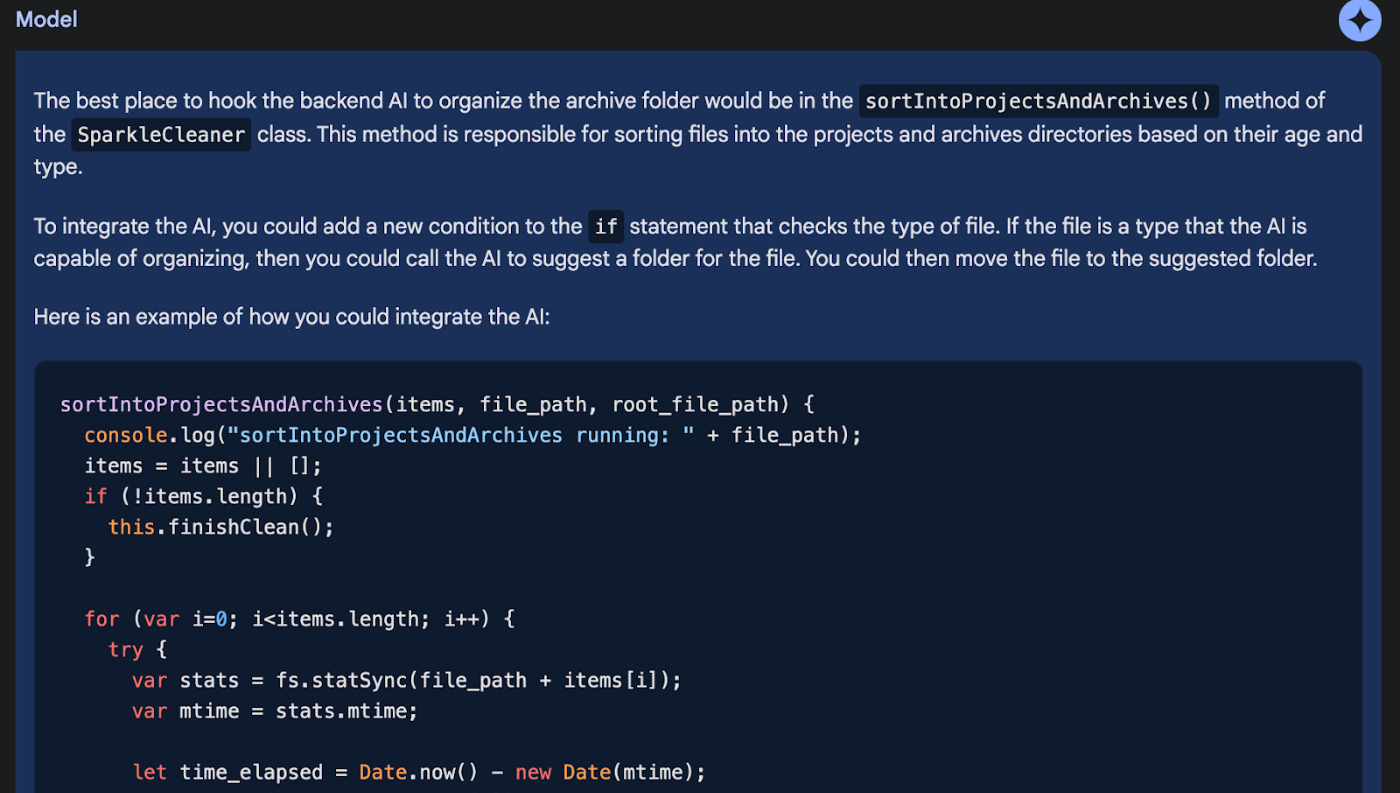 Model
The best place to hook the backend AI to organize the archive folder would be in the sortIntoProjectsAndArchives() method of
the SparkleCleaner class. This method is responsible for sorting files into the projects and archives directories based on their age and
type.
To integrate the AI, you could add a new condition to the if statement that checks the type of file. If the file is a type that the AI is
capable of organizing, then you could call the AI to suggest a folder for the file. You could then move the file to the suggested folder.
Here is an example of how you could integrate the AI:
sortIntoProjectsAndArchives(items, file_path, root_file_path) {
  console.log("sortIntoProjectsAndArchives running: " + file_path);
  items = items || [];
  if (!items.length) {
    this.finishClean();
  }
  for (var i=0; i<items.length; i++) {
    try {
      var stats = fs.statSync(file_path + items[i]);
      var mtime = stats.mtime;
      let time_elapsed = Date.now() - new Date(mtime);